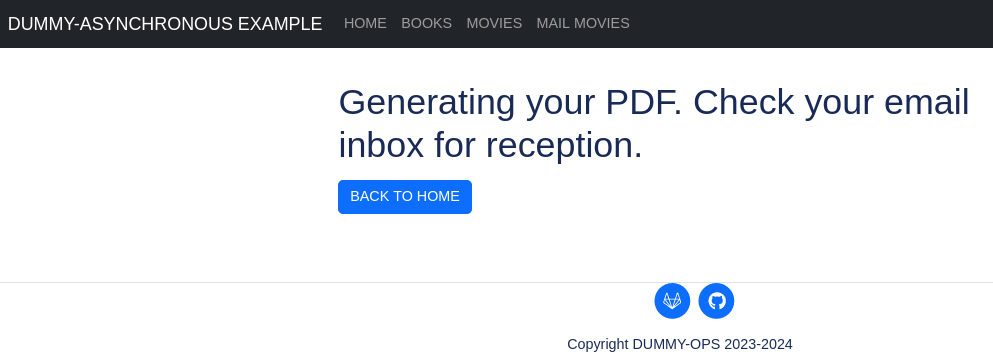 DUMMY-ASYNCHRONOUS EXAMPLE HOME BOOKS MOVIES MAIL MOVIES
Generating your PDF. Check your email
inbox for reception.
BACK TO HOME
Copyright DUMMY-OPS 2023-2024